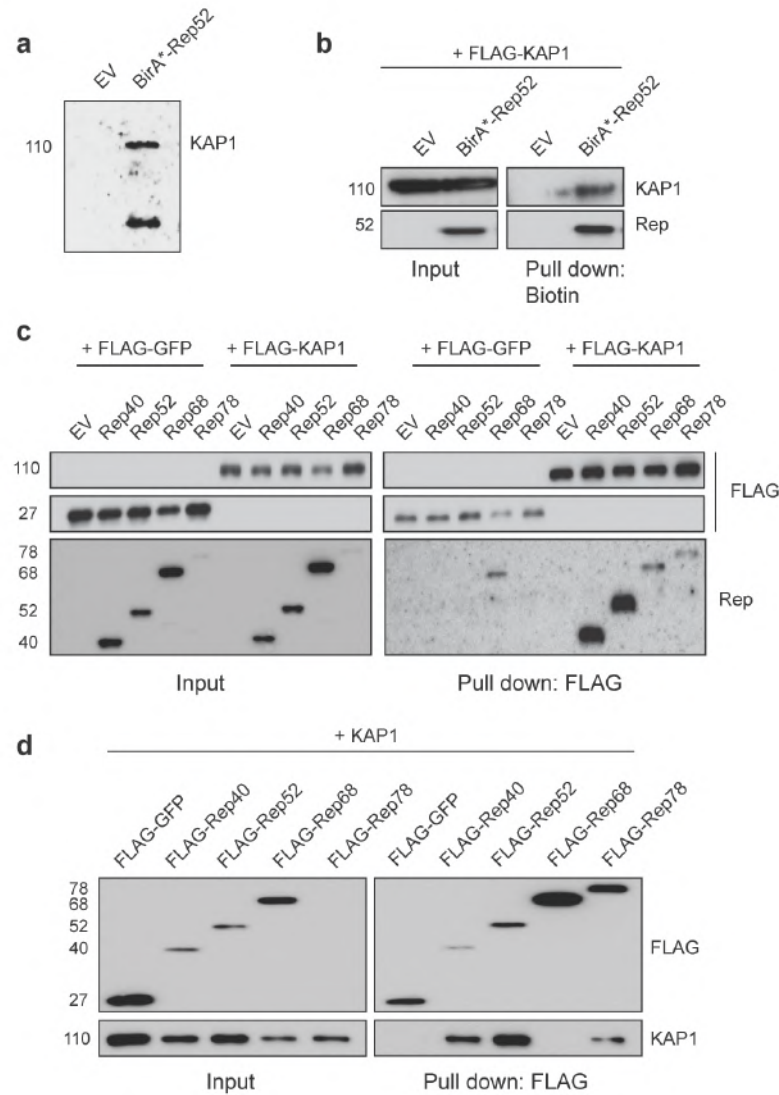 a
EV
BirA*-Rep52
110
KAP1
b
+ FLAG-KAP1
EV
BirA*-Rep52
EV
BirA*-Rep52
110
KAP1
52
Rep
Input
Pull down:
Biotin
c
+ FLAG-GFP
+ FLAG-KAP1
+ FLAG-GFP
+ FLAG-KAP1
EV
Rep40
Rep52
Rep68
Rep78
EV
Rep40
Rep52
Rep68
Rep78
EV
Rep40
Rep52
Rep68
Rep78
EV
Rep40
Rep52
Rep68
Rep78
110
27
FLAG
78
68
52
40
Rep
Input
Pull down: FLAG
d
+ KAP1
FLAG-GFP
FLAG-Rep40
FLAG-Rep52
FLAG-Rep68
FLAG-Rep78
FLAG-GFP
FLAG-Rep40
FLAG-Rep52
FLAG-Rep68
FLAG-Rep78
78
68
52
40
27
FLAG
110
KAP1
Input
Pull down: FLAG